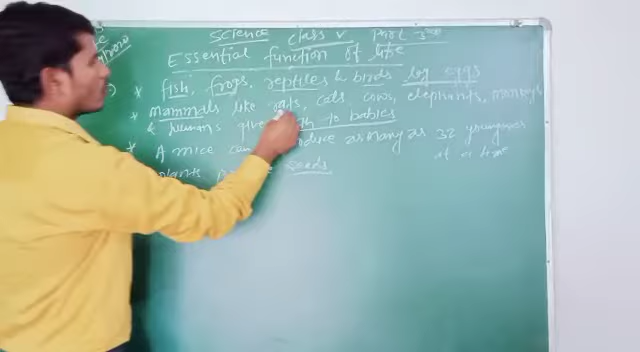 Science class V Part 3rd
Essential function of life
* fish, frogs, reptiles & birds lay eggs
* mammals like rats, cats cows, elephants, monkeys
& humans give birth to babies
* A mice can produce as many as 32 youngones
at a time
plants seeds